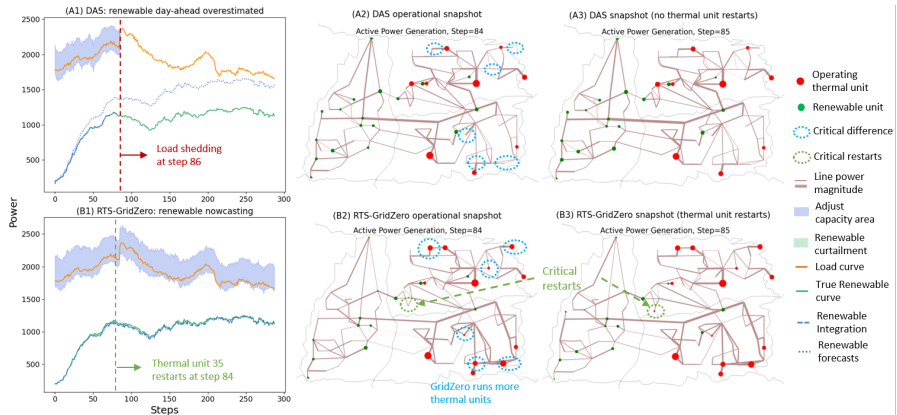 (A1) DAS: renewable day-ahead overestimated
2500
2000
1500
1000
500
0
50
100
150
200
250
300
Load shedding
at step 86
(A2) DAS operational snapshot
Active Power Generation, Step=84
(A3) DAS snapshot (no thermal unit restarts)
Active Power Generation, Step=85
Power
(B1) RTS-GridZero: renewable nowcasting
2500
2000
1500
1000
500
0
50
100
150
200
250
300
Steps
Thermal unit 35
restarts at step 84
(B2) RTS-GridZero operational snapshot
Active Power Generation, Step=84
Critical
restarts
GridZero runs more
thermal units
(B3) RTS-GridZero snapshot (thermal unit restarts)
Active Power Generation, Step=85
Operating
thermal unit
Renewable unit
Critical difference
Critical restarts
Line power
magnitude
Adjust
capacity area
Renewable
curtailment
Load curve
True Renewable
curve
Renewable
Integration
Renewable
forecasts